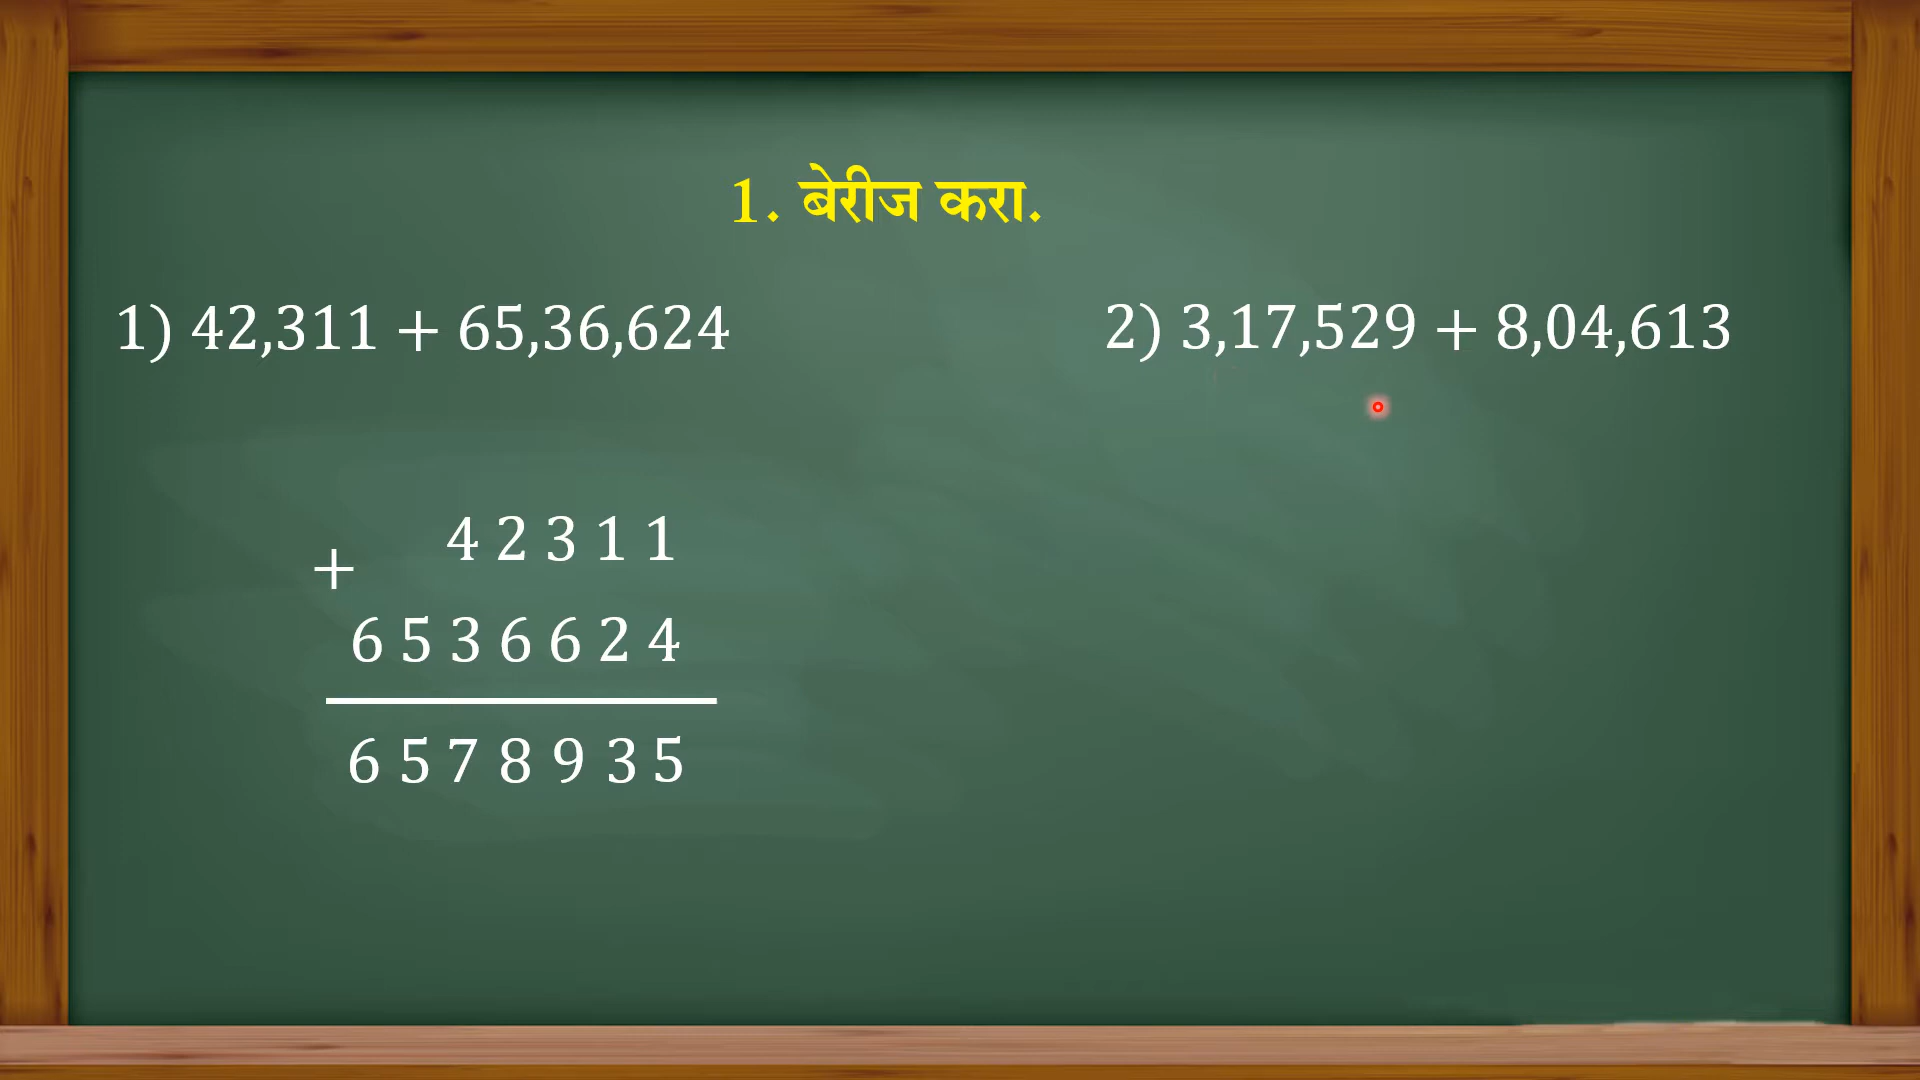 1. बेरीज करा.
1) 42,311 + 65,36,624
2) 3,17,529 + 8,04,613
4 2 3 1 1
+
6 5 3 6 6 2 4
6 5 7 8 9 3 5